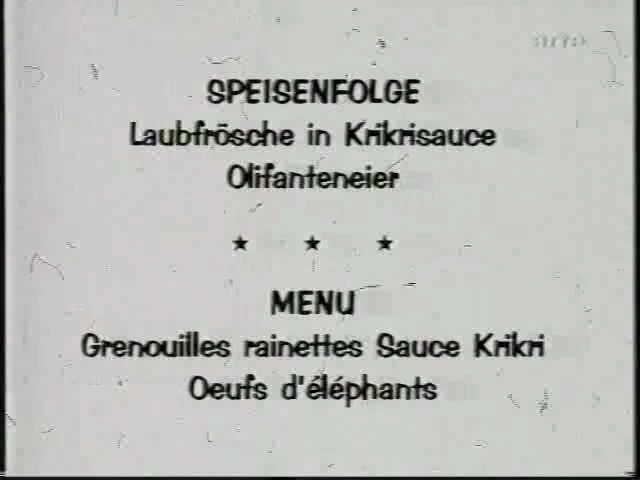 SPEISENFOLGE
Laubfrösche in Krikrisauce
Olifanteneier
★ ★ ★
MENU
Grenouilles rainettes Sauce Krikri
Oeufs d'éléphants